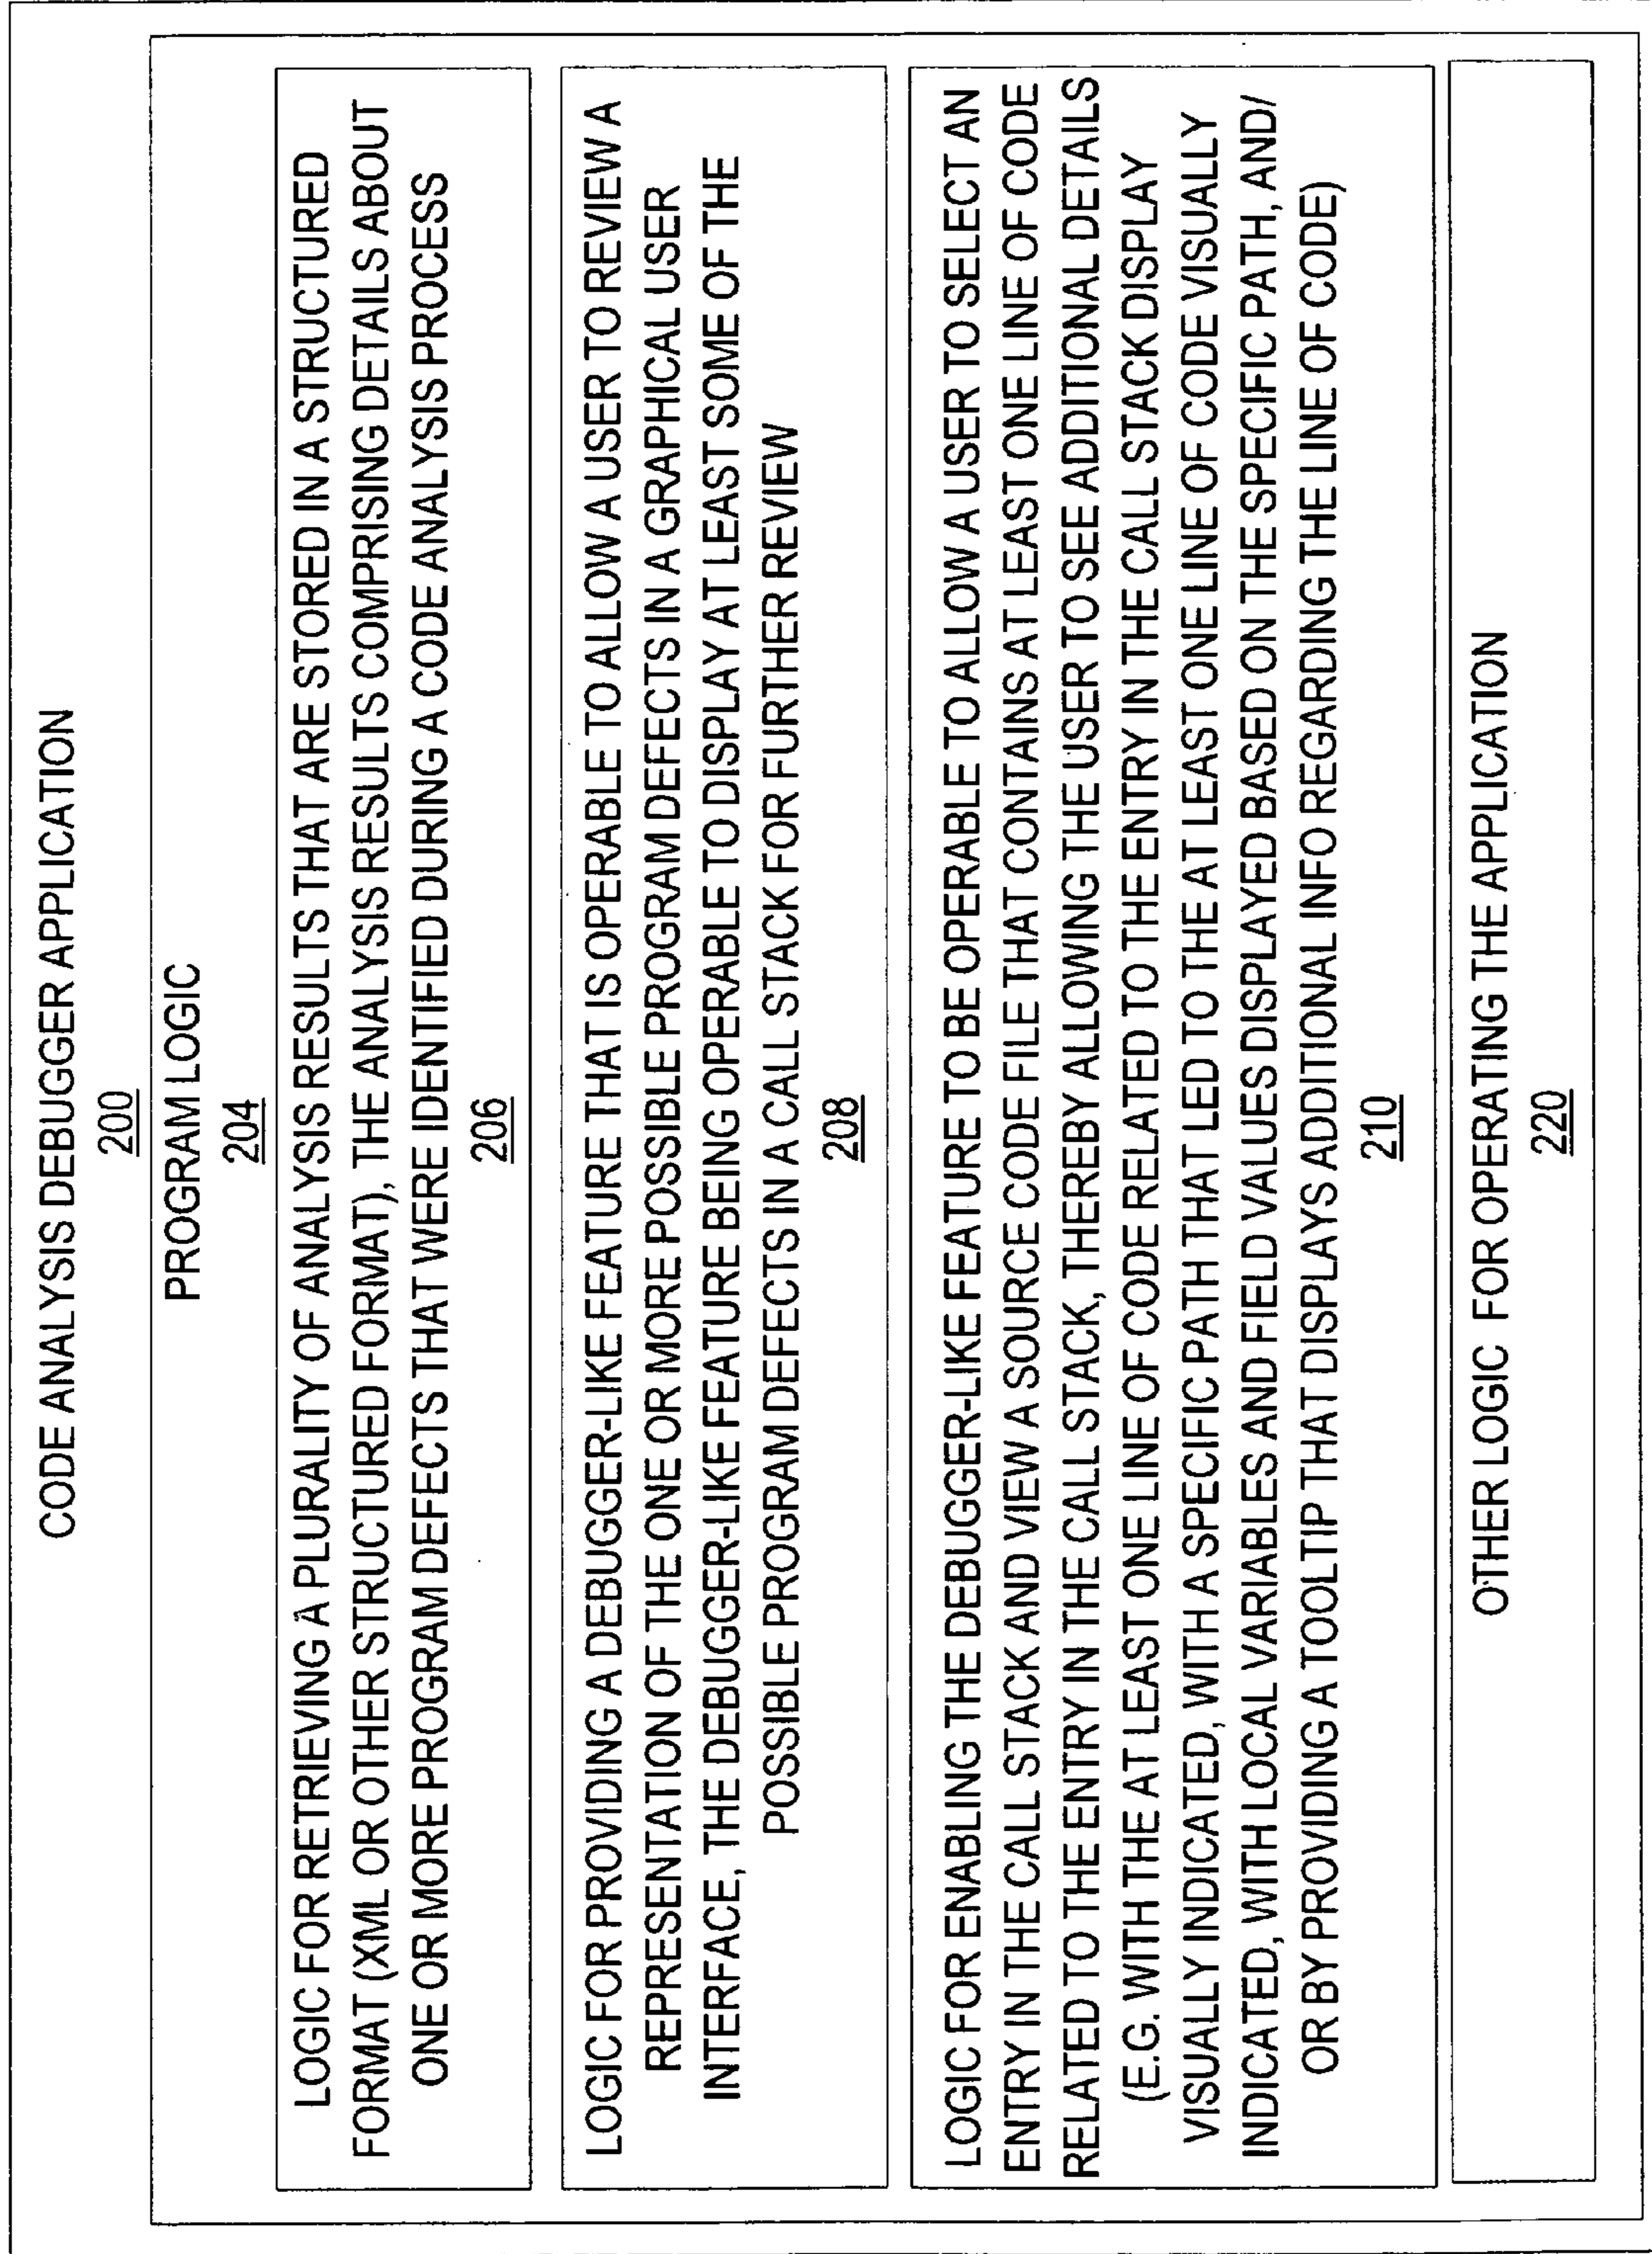 CODE ANALYSIS DEBUGGER APPLICATION
200
PROGRAM LOGIC
204
LOGIC FOR RETRIEVING A PLURALITY OF ANALYSIS RESULTS THAT ARE STORED IN A STRUCTURED
FORMAT (XML OR OTHER STRUCTURED FORMAT), THE ANALYSIS RESULTS COMPRISING DETAILS ABOUT
ONE OR MORE PROGRAM DEFECTS THAT WERE IDENTIFIED DURING A CODE ANALYSIS PROCESS
206
LOGIC FOR PROVIDING A DEBUGGER-LIKE FEATURE THAT IS OPERABLE TO ALLOW A USER TO REVIEW A
REPRESENTATION OF THE ONE OR MORE POSSIBLE PROGRAM DEFECTS IN A GRAPHICAL USER
INTERFACE, THE DEBUGGER-LIKE FEATURE BEING OPERABLE TO DISPLAY AT LEAST SOME OF THE
POSSIBLE PROGRAM DEFECTS IN A CALL STACK FOR FURTHER REVIEW
208
LOGIC FOR ENABLING THE DEBUGGER-LIKE FEATURE TO BE OPERABLE TO ALLOW A USER TO SELECT AN
ENTRY IN THE CALL STACK AND VIEW A SOURCE CODE FILE THAT CONTAINS AT LEAST ONE LINE OF CODE
RELATED TO THE ENTRY IN THE CALL STACK, THEREBY ALLOWING THE USER TO SEE ADDITIONAL DETAILS
(E.G. WITH THE AT LEAST ONE LINE OF CODE RELATED TO THE ENTRY IN THE CALL STACK DISPLAY
VISUALLY INDICATED, WITH A SPECIFIC PATH THAT LED TO THE AT LEAST ONE LINE OF CODE VISUALLY
INDICATED, WITH LOCAL VARIABLES AND FIELD VALUES DISPLAYED BASED ON THE SPECIFIC PATH, AND/
OR BY PROVIDING A TOOLTIP THAT DISPLAYS ADDITIONAL INFO REGARDING THE LINE OF CODE)
210
OTHER LOGIC FOR OPERATING THE APPLICATION
220